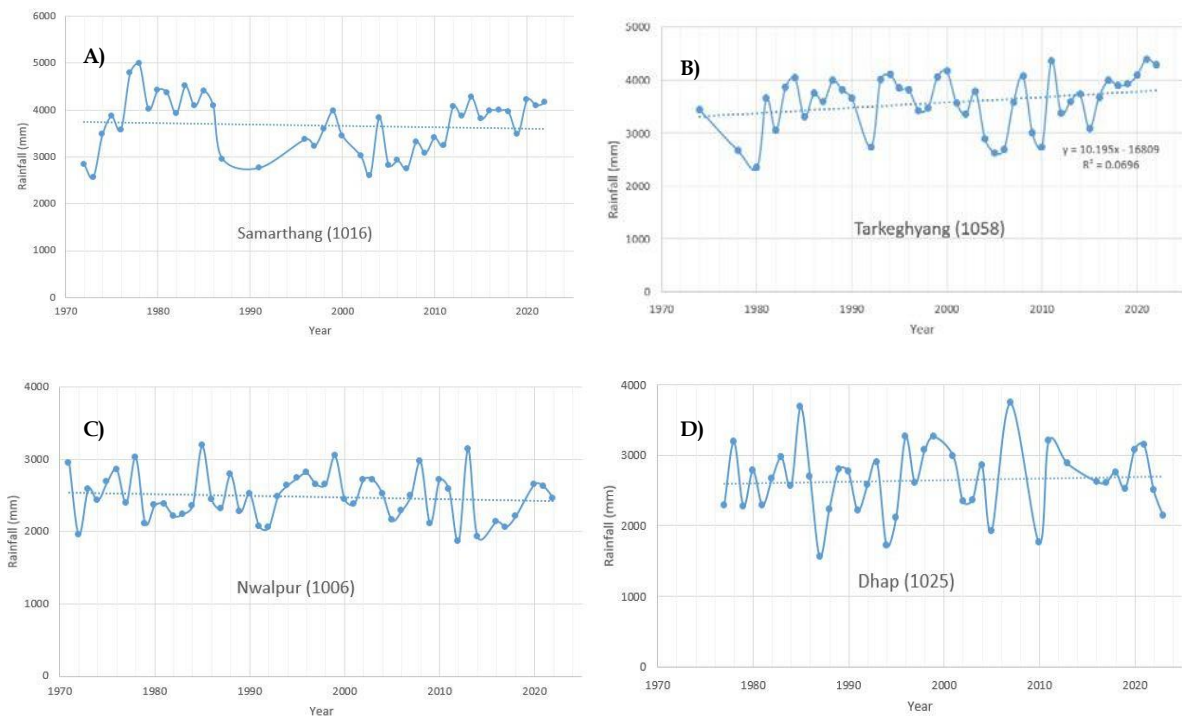 A)
6000
5000
4000
3000
2000
1000
0
Rainfall (mm)
Samarthang (1016)
1970 1980 1990 2000 2010 2020
Year
B)
5000
4000
3000
2000
1000
0
Rainfall (mm)
y = 10.195x - 16809
R² = 0.0696
Tarkeghyang (1058)
1970 1980 1990 2000 2010 2020
Year
C)
4000
3000
2000
1000
0
Rainfall (mm)
Nwalpur (1006)
1970 1980 1990 2000 2010 2020
Year
D)
4000
3000
2000
1000
0
Rainfall (mm)
Dhap (1025)
1970 1980 1990 2000 2010 2020
Year